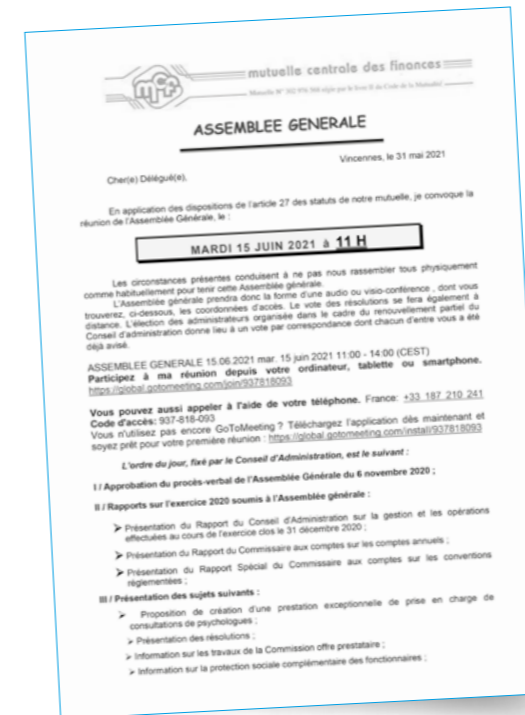 mutuelle centrale des finances
mcf
Mutuelle N° 302 976 568 régie par le livre II du Code de la Mutualité
ASSEMBLEE GENERALE
Vincennes, le 31 mai 2021
Cher(e) Délégué(e),
En application des dispositions de l'article 27 des statuts de notre mutuelle, je convoque la
réunion de l'Assemblée Générale, le :
MARDI 15 JUIN 2021 à 11 H
Les circonstances présentes conduisent à ne pas nous rassembler tous physiquement
comme habituellement pour tenir cette Assemblée générale.
L'Assemblée générale prendra donc la forme d'une audio ou visio-conférence , dont vous
trouverez, ci-dessous, les coordonnées d'accès. Le vote des résolutions se fera également à
distance. L'élection des administrateurs organisée dans le cadre du renouvellement partiel du
Conseil d'administration donne lieu à un vote par correspondance dont chacun d'entre vous a été
déjà avisé.
ASSEMBLEE GENERALE 15.06.2021 mar. 15 juin 2021 11:00 - 14:00 (CEST)
Participez à ma réunion depuis votre ordinateur, tablette ou smartphone.
https://global.gotomeeting.com/join/937818093
Vous pouvez aussi appeler à l'aide de votre téléphone. France: +33 187 210 241
Code d'accès: 937-818-093
Vous n'utilisez pas encore GoToMeeting ? Téléchargez l'application dès maintenant et
soyez prêt pour votre première réunion : https://global.gotomeeting.com/install/937818093
L'ordre du jour, fixé par le Conseil d'Administration, est le suivant :
I / Approbation du procès-verbal de l'Assemblée Générale du 6 novembre 2020 ;
II / Rapports sur l'exercice 2020 soumis à l'Assemblée générale :
➢ Présentation du Rapport du Conseil d'Administration sur la gestion et les opérations
effectuées au cours de l'exercice clos le 31 décembre 2020 ;
➢ Présentation du Rapport du Commissaire aux comptes sur les comptes annuels ;
➢ Présentation du Rapport Spécial du Commissaire aux comptes sur les conventions
réglementées ;
III / Présentation des sujets suivants :
➢ Proposition de création d'une prestation exceptionnelle de prise en charge de
consultations de psychologues ;
➢ Présentation des résolutions ;
➢ Information sur les travaux de la Commission offre prestataire ;
➢ Information sur la protection sociale complémentaire des fonctionnaires ;